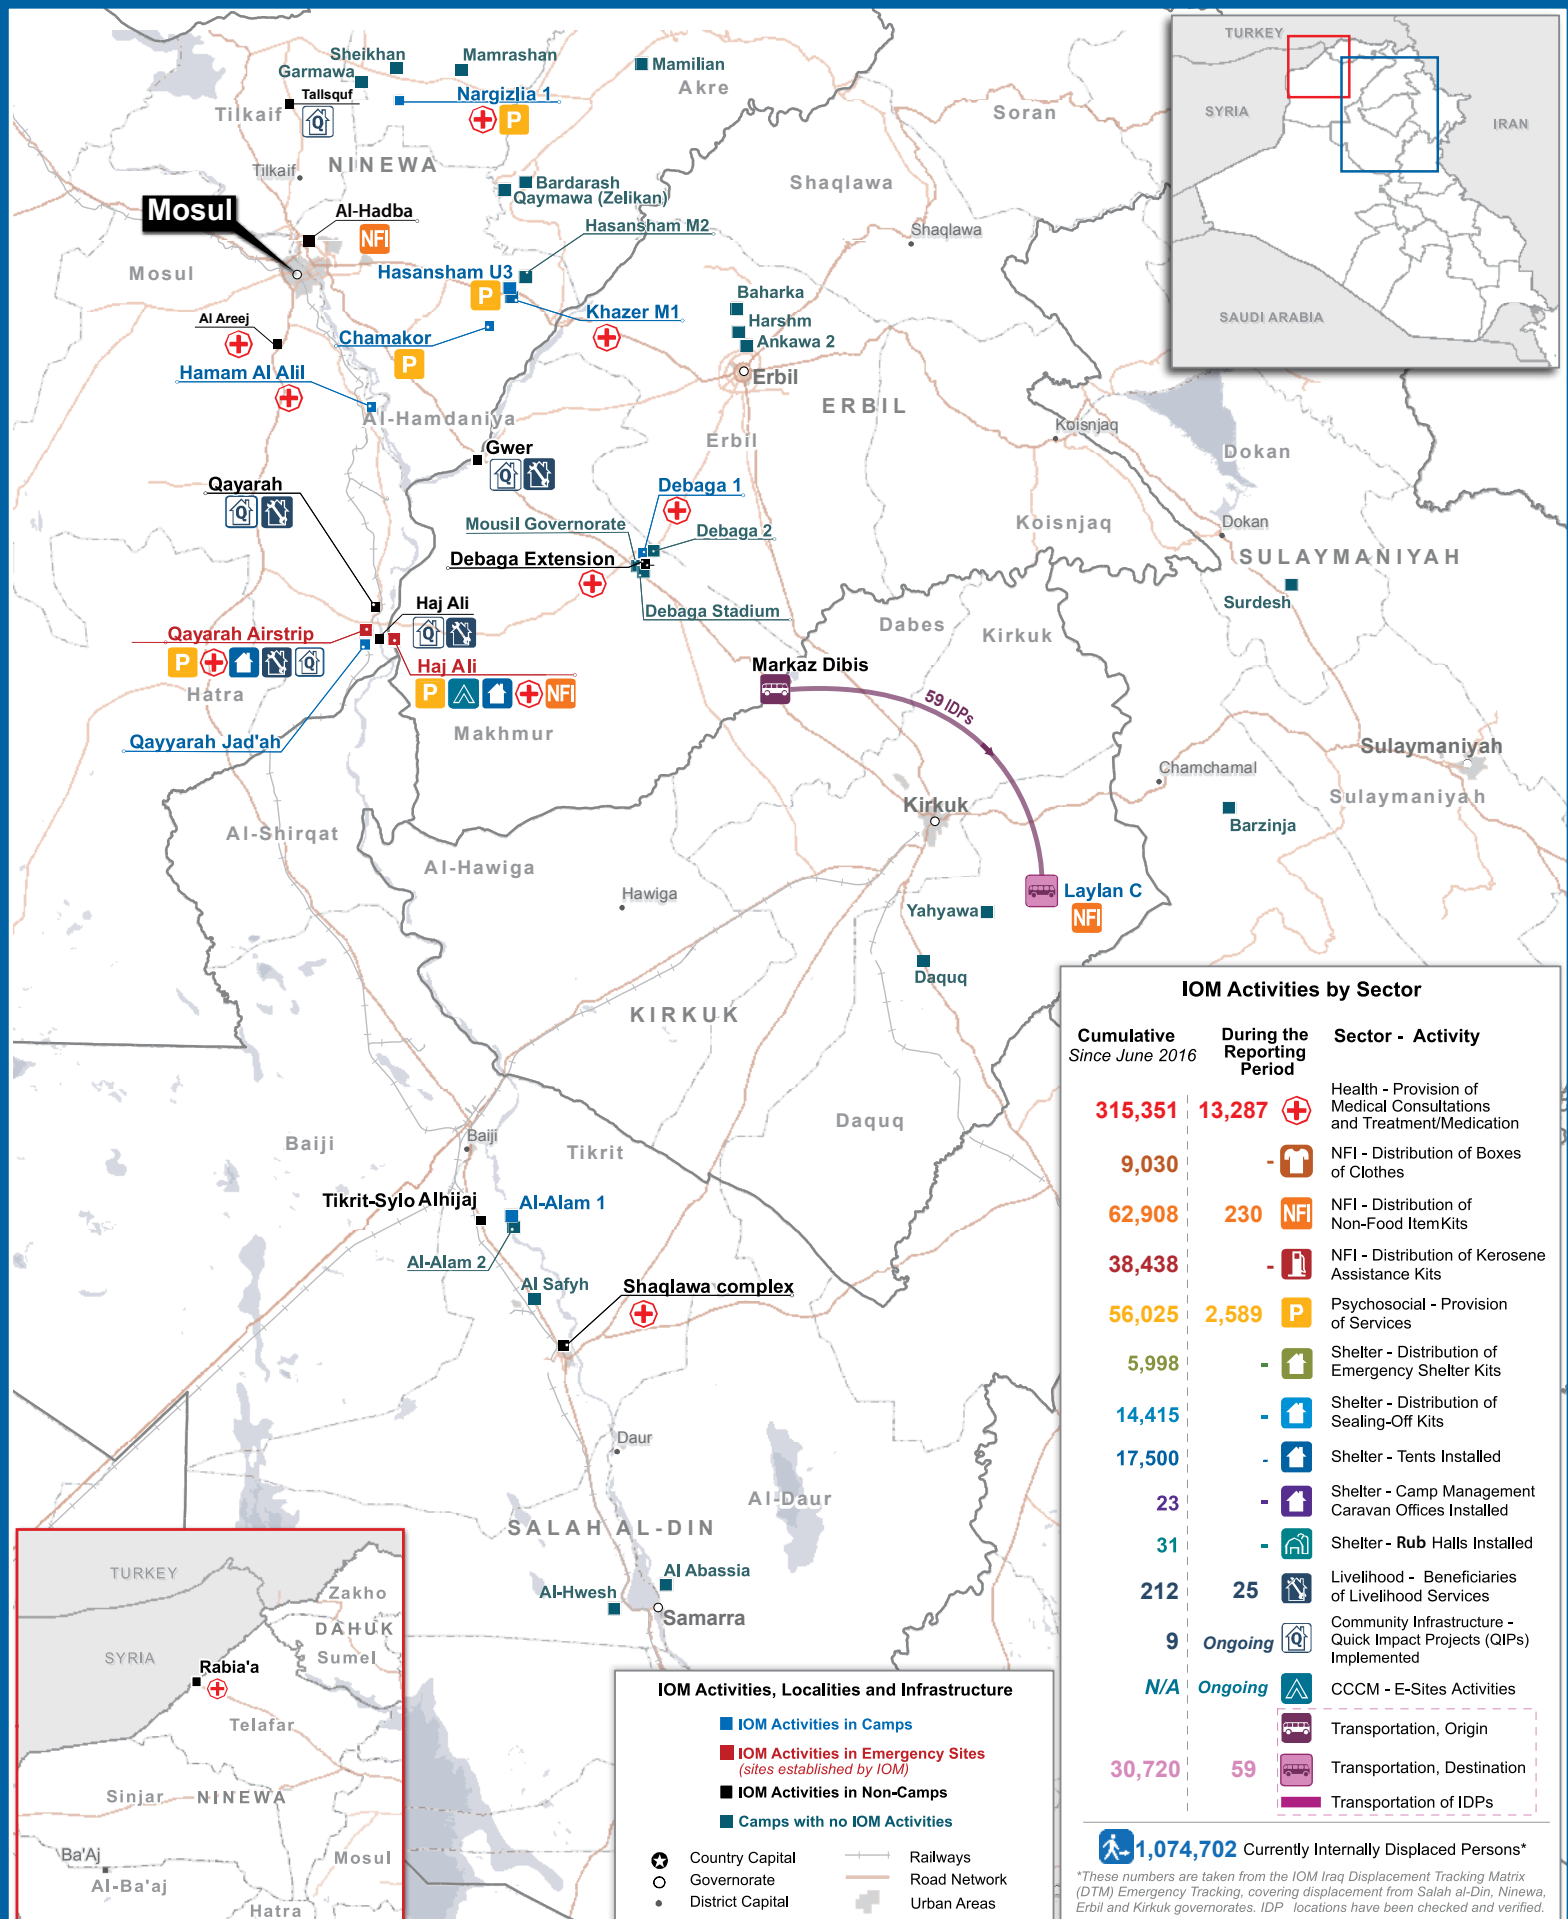 Sheikhan
Mamrashan
Garmawa
Mamilian
Akre
Tallsquf
Nargizlia 1
P
Tilkaif
Q
Soran
NINEWA
Tilkaif
Bardarash
Qaymawa (Zelikan)
Shaqlawa
Mosul
Al-Hadba
NFI
Hasansham M2
Shaqlawa
Mosul
Hasansham U3
P
Baharka
Khazer M1
Harshm
Al Areej
Chamakor
P
Ankawa 2
Hamam Al Alil
Erbil
ERBIL
Al-Hamdaniya
Koisnjaq
Erbil
Gwer
Q
Dokan
Qayarah
Q
Debaga 1
Mousil Governorate
Debaga 2
Koisnjaq
Dokan
Debaga Extension
SULAYMANIYAH
Surdesh
Debaga Stadium
Haj Ali
Q
Dabes
Kirkuk
Qayarah Airstrip
P
Q
Haj Ali
P
NFI
Markaz Dibis
Hatra
59 IDPs
Makhmur
Qayyarah Jad'ah
Sulaymaniyah
Chamchamal
Sulaymaniyah
Kirkuk
Al-Shirqat
Barzinja
Al-Hawiga
Hawiga
Laylan C
NFI
Yahyawa
Daquq
KIRKUK
Daquq
Baiji
Baiji
Tikrit
Tikrit-Sylo Alhijaj
Al-Alam 1
Al-Alam 2
Al Safyh
Shaqlawa complex
Daur
Al-Daur
SALAH AL-DIN
Al Abassia
Al-Hwesh
Samarra
TURKEY
SYRIA
IRAN
SAUDI ARABIA
TURKEY
Zakho
DAHUK
Sumel
SYRIA
Rabia'a
Telafar
Sinjar
NINEWA
Ba'Aj
Mosul
Al-Ba'aj
Hatra
IOM Activities, Localities and Infrastructure
IOM Activities in Camps
IOM Activities in Emergency Sites
(sites established by IOM)
IOM Activities in Non-Camps
Camps with no IOM Activities
Country Capital
Railways
Governorate
Road Network
District Capital
Urban Areas
IOM Activities by Sector
Cumulative
Since June 2016
During the
Reporting
Period
Sector - Activity
315,351 13,287 Health - Provision of
Medical Consultations
and Treatment/Medication
9,030 - NFI - Distribution of Boxes
of Clothes
62,908 230 NFI NFI - Distribution of
Non-Food ItemKits
38,438 - NFI - Distribution of Kerosene
Assistance Kits
56,025 2,589 P Psychosocial - Provision
of Services
5,998 - Shelter - Distribution of
Emergency Shelter Kits
14,415 - Shelter - Distribution of
Sealing-Off Kits
17,500 - Shelter - Tents Installed
23 - Shelter - Camp Management
Caravan Offices Installed
31 - Shelter - Rub Halls Installed
212 25 Livelihood - Beneficiaries
of Livelihood Services
9 Ongoing Q Community Infrastructure -
Quick Impact Projects (QIPs)
Implemented
N/A Ongoing CCCM - E-Sites Activities
Transportation, Origin
30,720 59 Transportation, Destination
Transportation of IDPs
1,074,702 Currently Internally Displaced Persons*
*These numbers are taken from the IOM Iraq Displacement Tracking Matrix
(DTM) Emergency Tracking, covering displacement from Salah al-Din, Ninewa,
Erbil and Kirkuk governorates. IDP locations have been checked and verified.